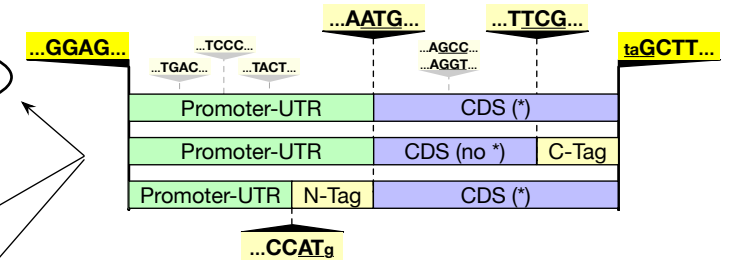 ...AATG...
...TTCG...
...GGAG...
...TCCC...
...AGCC...
taGCTT...
...TGAC...
...TACT...
...AGGT...
Promoter-UTR
CDS (*)
Promoter-UTR
CDS (no *)
C-Tag
Promoter-UTR
N-Tag
CDS (*)
...CCATg